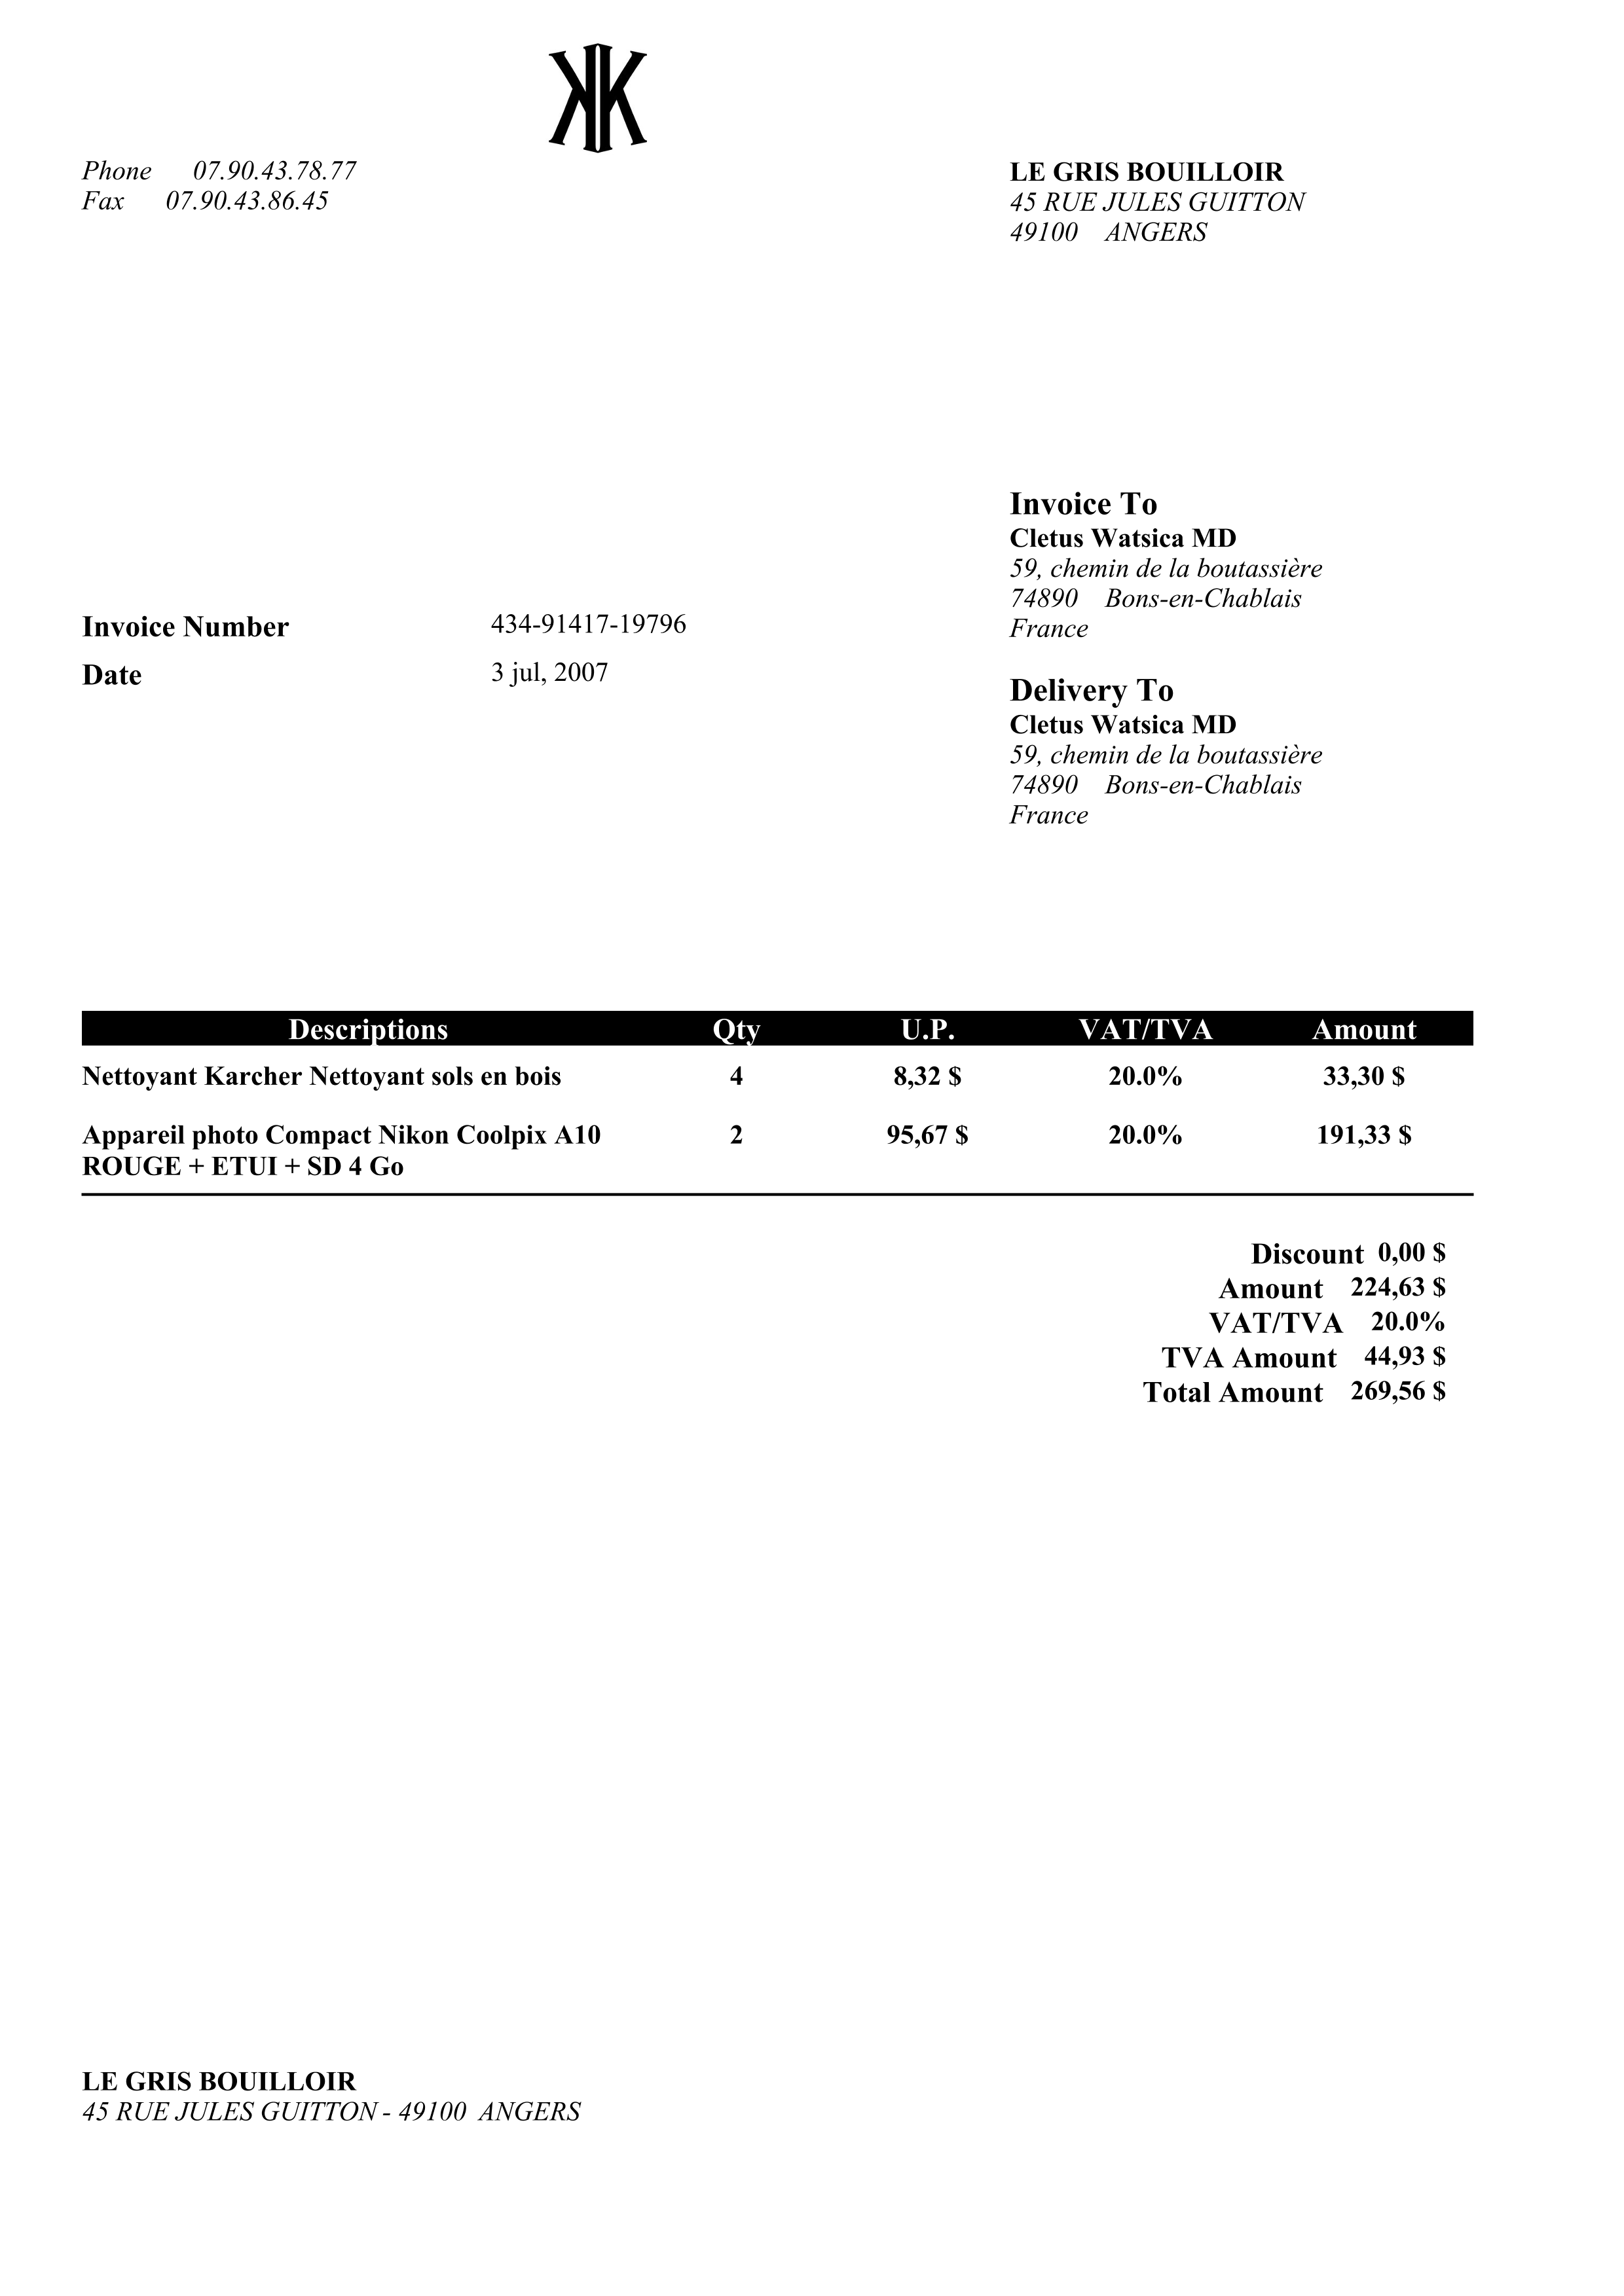 Phone 07.90.43.78.77
Fax 07.90.43.86.45
LE GRIS BOUILLOIR
45 RUE JULES GUITTON
49100 ANGERS
Invoice To
Cletus Watsica MD
59, chemin de la boutassière
74890 Bons-en-Chablais
France
Invoice Number 434-91417-19796
Date 3 jul, 2007
Delivery To
Cletus Watsica MD
59, chemin de la boutassière
74890 Bons-en-Chablais
France
Descriptions Qty U.P. VAT/TVA Amount
Nettoyant Karcher Nettoyant sols en bois 4 8,32 $ 20.0% 33,30 $
Appareil photo Compact Nikon Coolpix A10 2 95,67 $ 20.0% 191,33 $
ROUGE + ETUI + SD 4 Go
Discount 0,00 $
Amount 224,63 $
VAT/TVA 20.0%
TVA Amount 44,93 $
Total Amount 269,56 $
LE GRIS BOUILLOIR
45 RUE JULES GUITTON - 49100 ANGERS